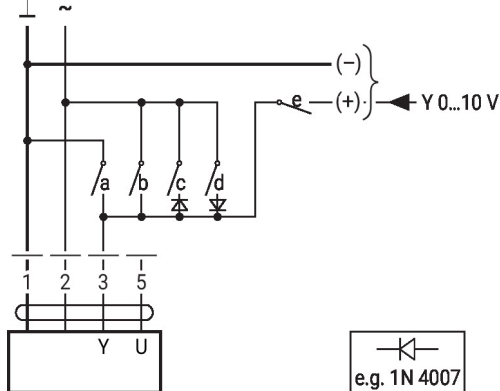 ⊥ ~
(–)
e (+) Y 0...10 V
a b c d
1 2 3 5
Y U
e.g. 1N 4007